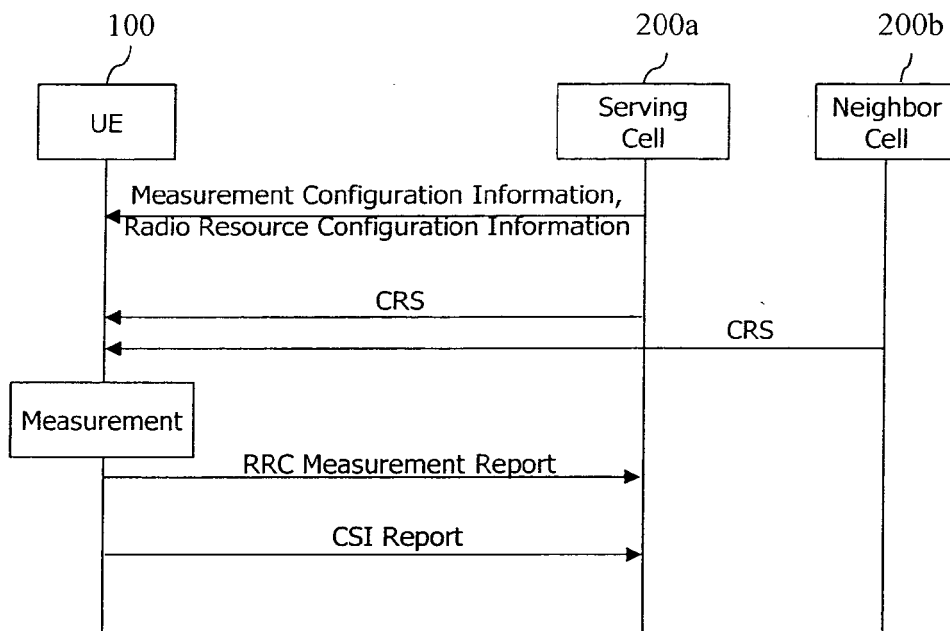 100
200a
200b
UE
Serving
Cell
Neighbor
Cell
Measurement Configuration Information,
Radio Resource Configuration Information
CRS
CRS
Measurement
RRC Measurement Report
CSI Report